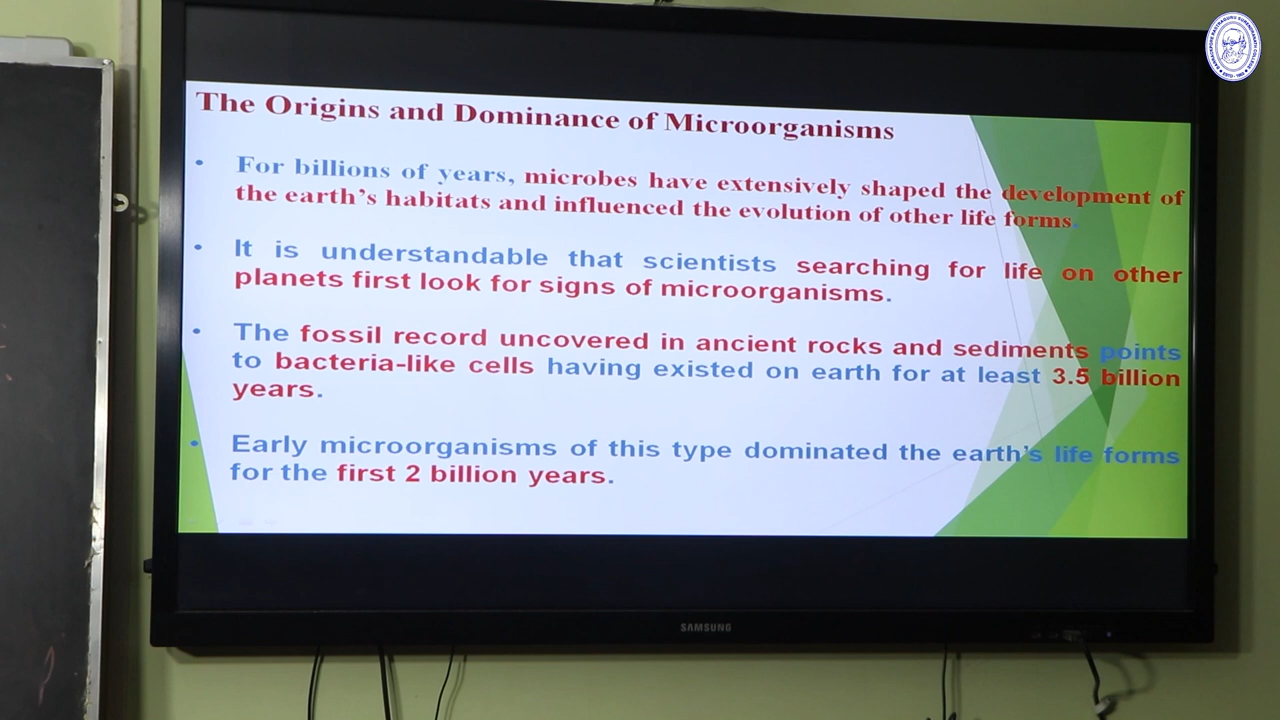 The Origins and Dominance of Microorganisms
• For billions of years, microbes have extensively shaped the development of
the earth's habitats and influenced the evolution of other life forms.
• It is understandable that scientists searching for life on other
planets first look for signs of microorganisms.
• The fossil record uncovered in ancient rocks and sediments points
to bacteria-like cells having existed on earth for at least 3.5 billion
years.
• Early microorganisms of this type dominated the earth's life forms
for the first 2 billion years.
SAMSUNG